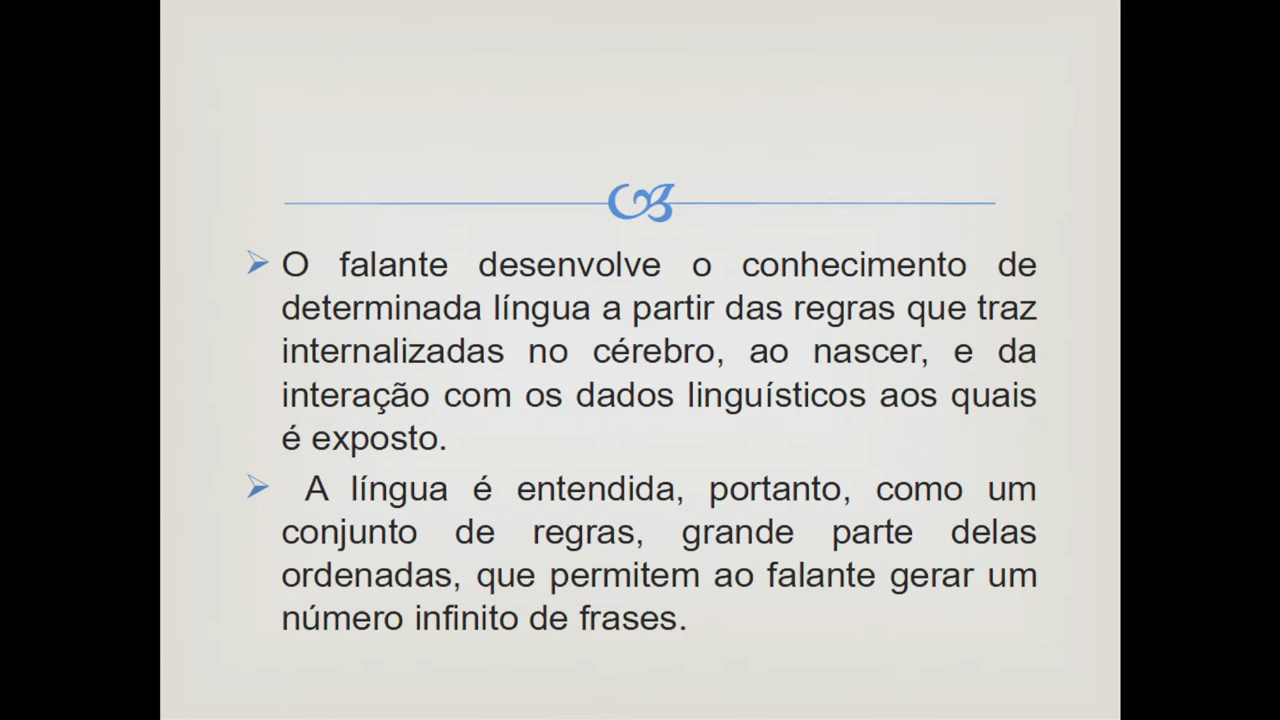 O falante desenvolve o conhecimento de
determinada língua a partir das regras que traz
internalizadas no cérebro, ao nascer, e da
interação com os dados linguísticos aos quais
é exposto.
A língua é entendida, portanto, como um
conjunto de regras, grande parte delas
ordenadas, que permitem ao falante gerar um
número infinito de frases.